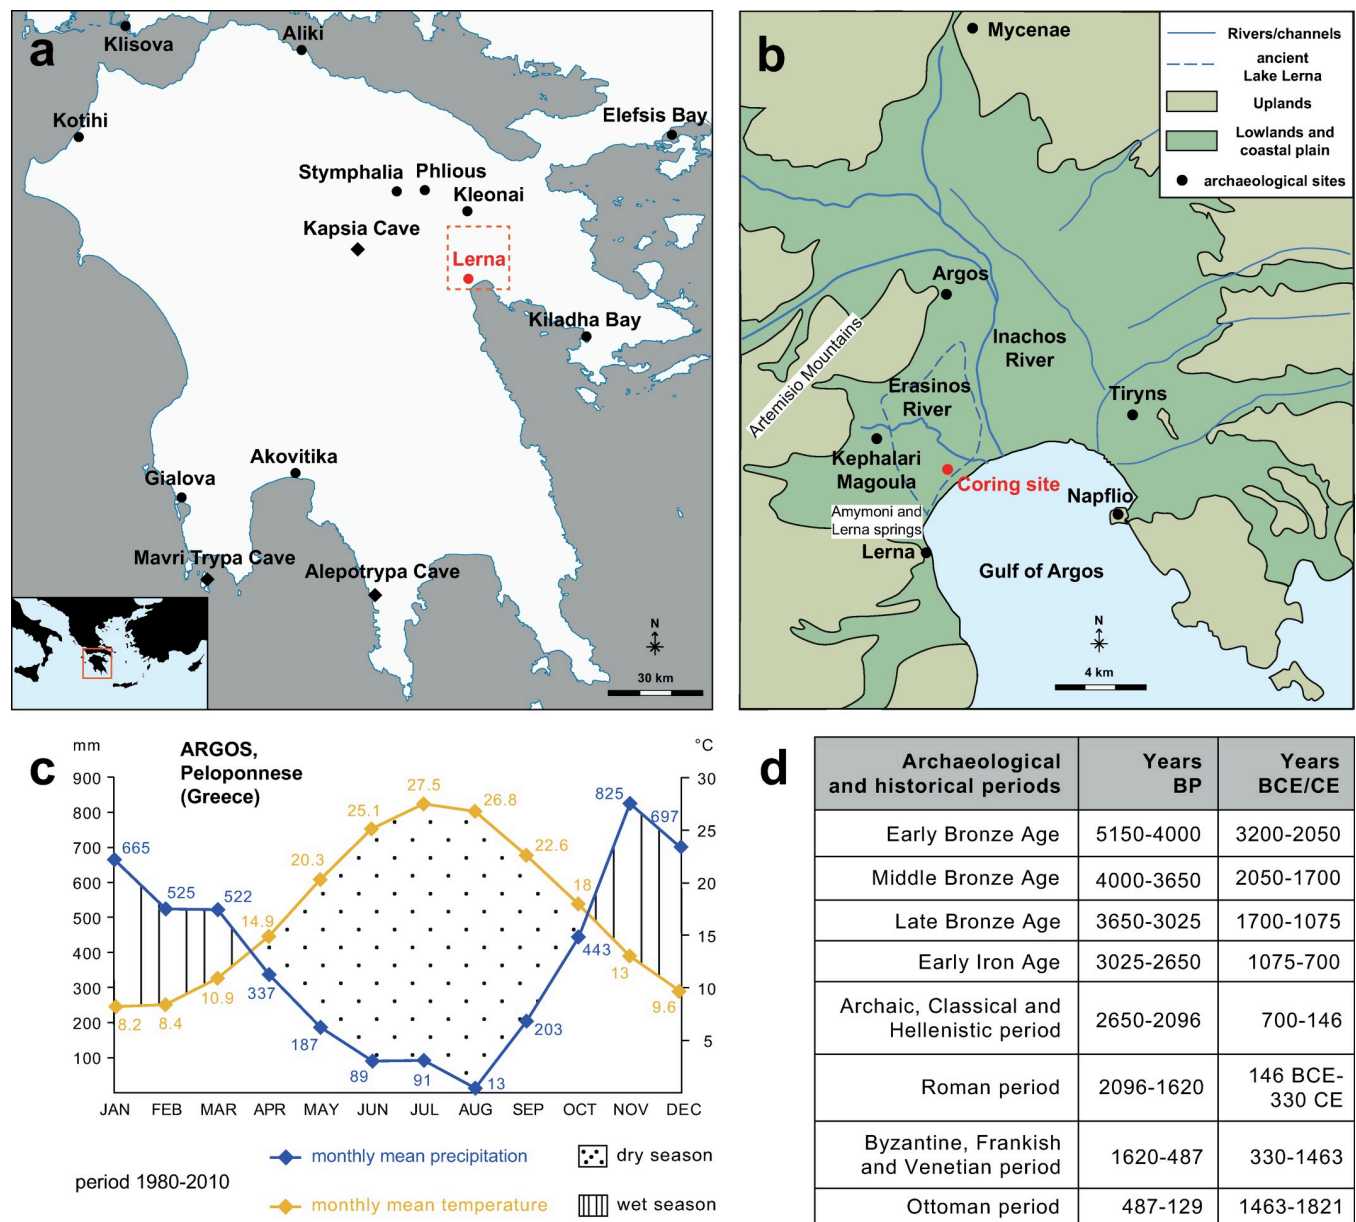 a
Klisova
Aliki
Kotihi
Elefsis Bay
Stymphalia
Phlious
Kleonai
Kapsia Cave
Lerna
Kiladha Bay
Akovitika
Gialova
Mavri Trypa Cave
Alepotrypa Cave
N
30 km
b
Mycenae
Rivers/channels
ancient
Lake Lerna
Uplands
Lowlands and
coastal plain
archaeological sites
Argos
Artemisio Mountains
Inachos
River
Erasinos
River
Tiryns
Kephalari
Magoula
Coring site
Napflio
Amymoni and
Lerna springs
Lerna
Gulf of Argos
N
4 km
c
mm
ARGOS,
Peloponnese
(Greece)
°C
900
800
700
600
500
400
300
200
100
30
25
20
15
10
5
665
525
522
337
187
89
91
13
203
443
825
697
8.2
8.4
10.9
14.9
20.3
25.1
27.5
26.8
22.6
18
13
9.6
JAN FEB MAR APR MAY JUN JUL AUG SEP OCT NOV DEC
monthly mean precipitation
dry season
period 1980-2010
monthly mean temperature
wet season
d
Archaeological and historical periods
Years BP
Years BCE/CE
Early Bronze Age 5150-4000 3200-2050
Middle Bronze Age 4000-3650 2050-1700
Late Bronze Age 3650-3025 1700-1075
Early Iron Age 3025-2650 1075-700
Archaic, Classical and
Hellenistic period 2650-2096 700-146
Roman period 2096-1620 146 BCE-
330 CE
Byzantine, Frankish
and Venetian period 1620-487 330-1463
Ottoman period 487-129 1463-1821